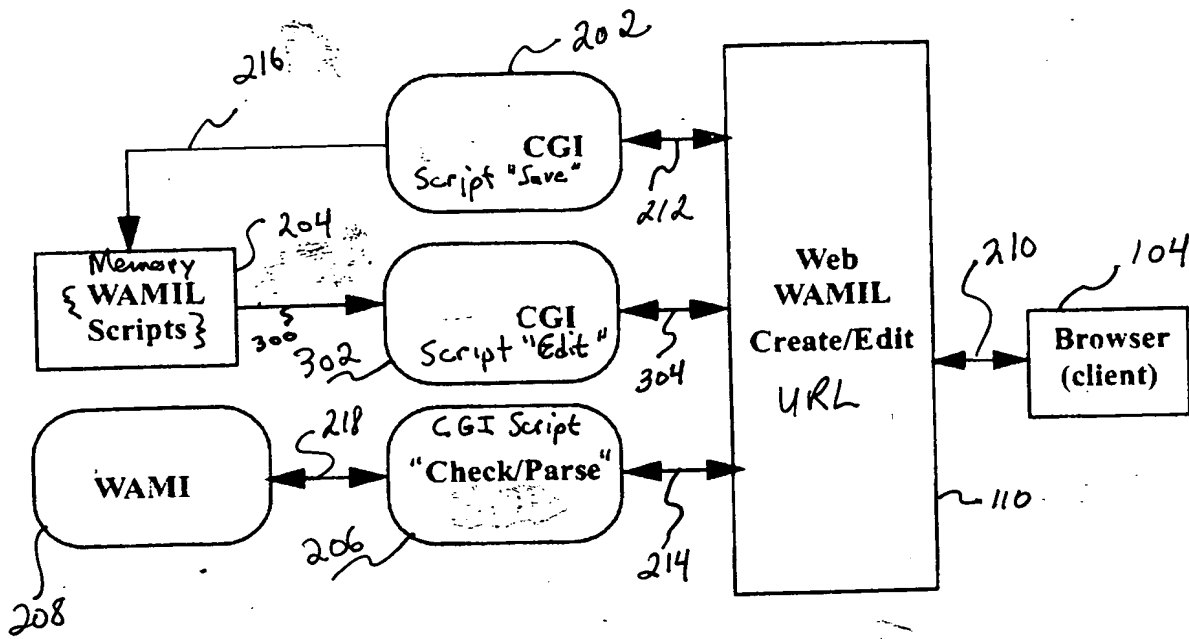 216
202
CGI
Script "Save"
212
204
Memory
{ WAMIL
Scripts }
300
CGI
Script "Edit"
302
304
Web
WAMIL
Create/Edit
URL
210
104
Browser
(client)
110
218
WAMI
208
CGI Script
"Check/Parse"
206
214